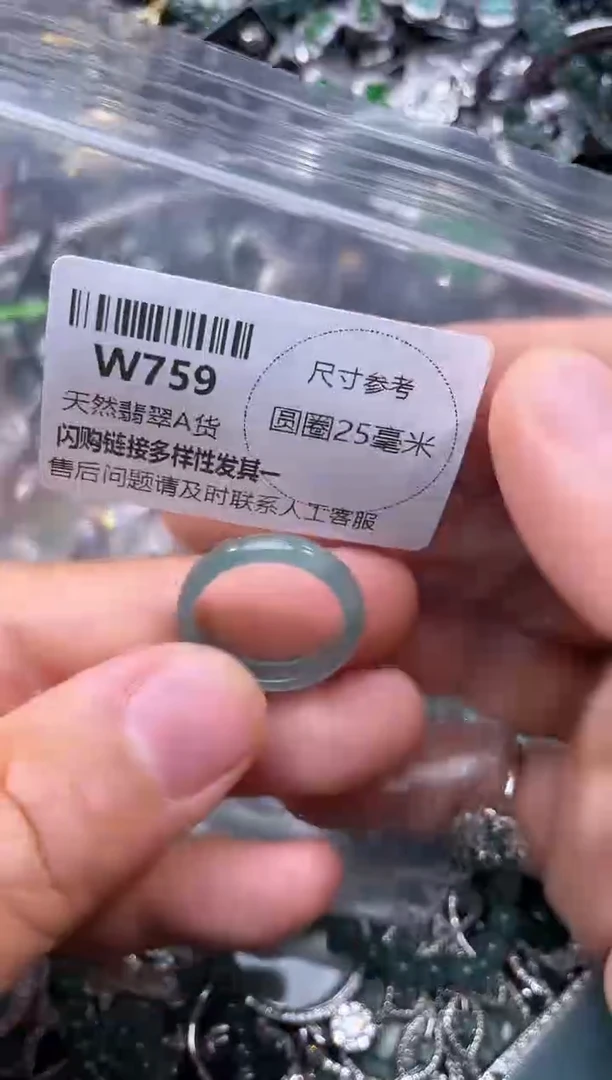 W759
天然翡翠A货
闪购链接多样性发其一
售后问题请及时联系人工客服
尺寸参考
圆圈25毫米